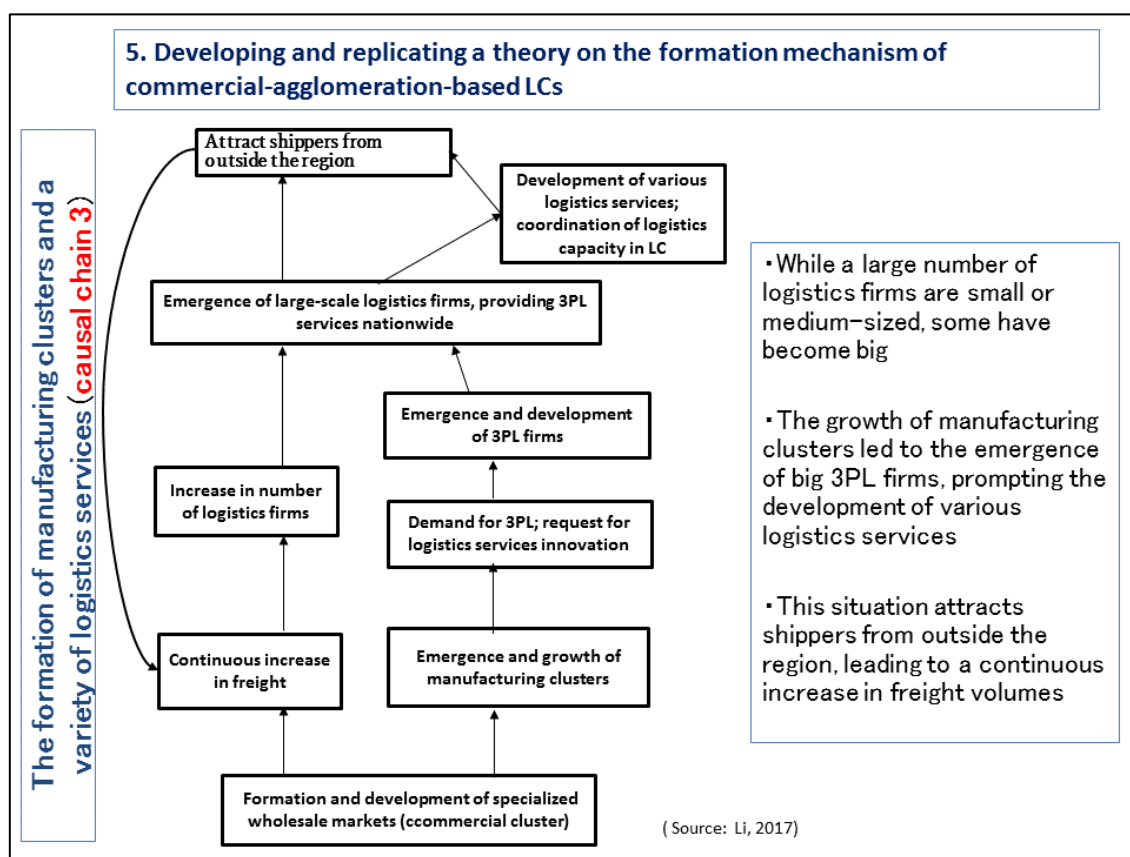 5. Developing and replicating a theory on the formation mechanism of
commercial-agglomeration-based LCs
The formation of manufacturing clusters and a
variety of logistics services (causal chain 3)
Attract shippers from
outside the region
Development of various
logistics services;
coordination of logistics
capacity in LC
Emergence of large-scale logistics firms, providing 3PL
services nationwide
Emergence and development
of 3PL firms
Increase in number
of logistics firms
Demand for 3PL; request for
logistics services innovation
Continuous increase
in freight
Emergence and growth of
manufacturing clusters
Formation and development of specialized
wholesale markets (ccommercial cluster)
・While a large number of
logistics firms are small or
medium-sized, some have
become big
・The growth of manufacturing
clusters led to the emergence
of big 3PL firms, prompting the
development of various
logistics services
・This situation attracts
shippers from outside the
region, leading to a continuous
increase in freight volumes
( Source: Li, 2017)